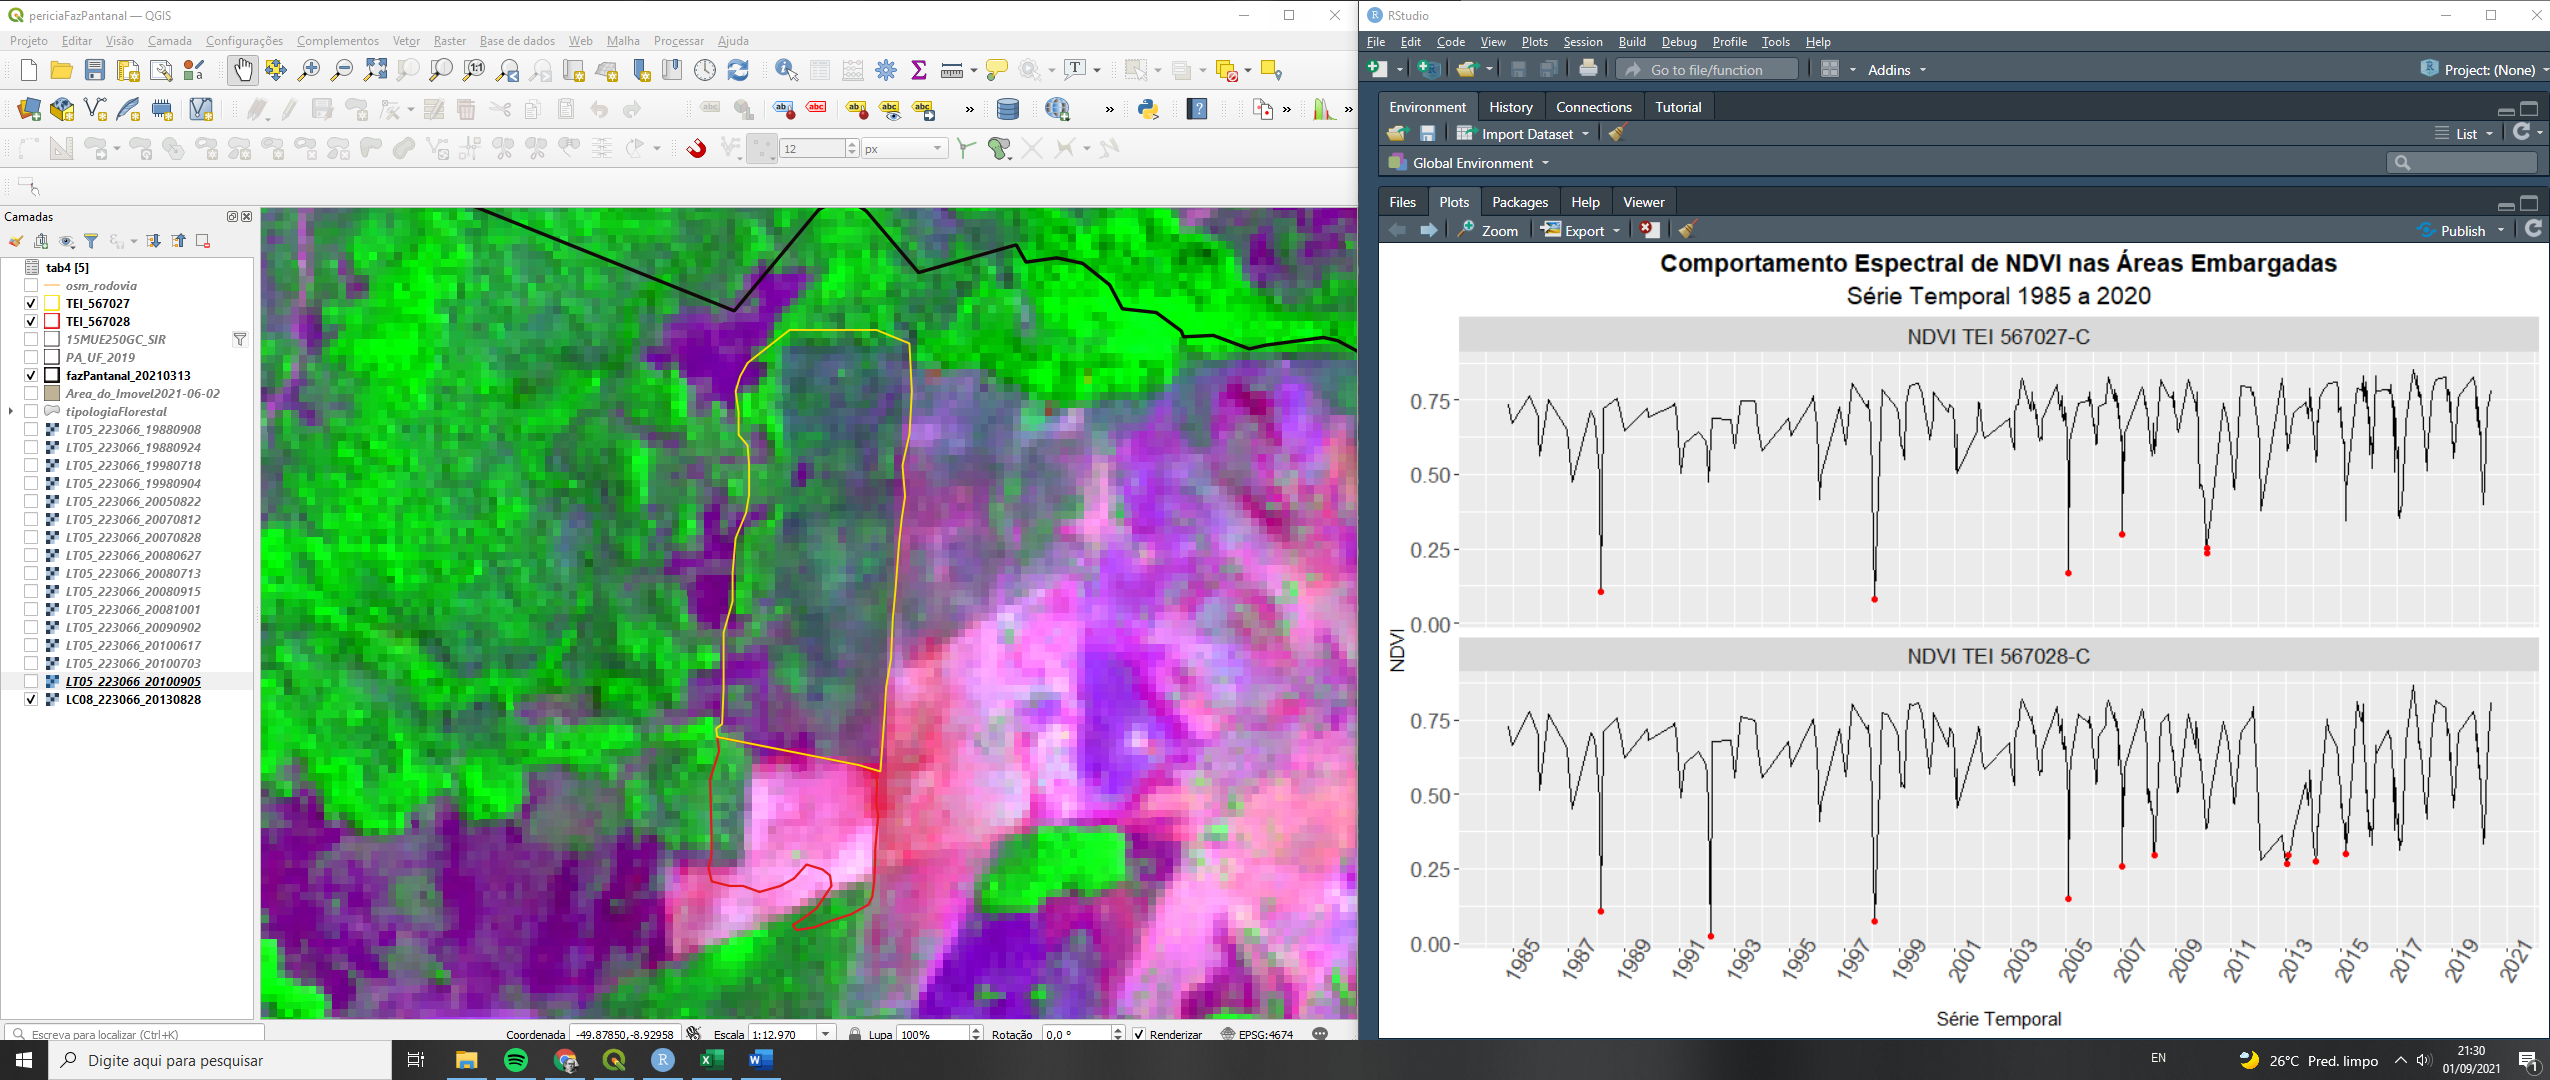 periciaFazPantanal — QGIS
Projeto Editar Visão Camada Configurações Complementos Vetor Raster Base de dados Web Malha Processar Ajuda
12 px
Camadas
tab4 [5]
osm_rodovia
TEI_567027
TEI_567028
15MUE250GC_SIR
PA_UF_2019
fazPantanal_20210313
Area_do_Imovel2021-06-02
tipologiaFlorestal
LT05_223066_19880908
LT05_223066_19880924
LT05_223066_19980718
LT05_223066_19980904
LT05_223066_20050822
LT05_223066_20070812
LT05_223066_20070828
LT05_223066_20080627
LT05_223066_20080713
LT05_223066_20080915
LT05_223066_20081001
LT05_223066_20090902
LT05_223066_20100617
LT05_223066_20100703
LT05_223066_20100905
LC08_223066_20130828
Escreva para localizar (Ctrl+K)
Coordenada -49.87850,-8.92958 Escala 1:12.970 Lupa 100% Rotação 0,0 ° Renderizar EPSG:4674
RStudio
File Edit Code View Plots Session Build Debug Profile Tools Help
Go to file/function Addins Project: (None)
Environment History Connections Tutorial
Import Dataset List
Global Environment
Files Plots Packages Help Viewer
Zoom Export Publish
Comportamento Espectral de NDVI nas Áreas Embargadas
Série Temporal 1985 a 2020
NDVI TEI 567027-C
0.75
0.50
0.25
0.00
NDVI
NDVI TEI 567028-C
0.75
0.50
0.25
0.00
1985 1987 1989 1991 1993 1995 1997 1999 2001 2003 2005 2007 2009 2011 2013 2015 2017 2019 2021
Série Temporal
Digite aqui para pesquisar
EN
26°C Pred. limpo
21:30
01/09/2021
1